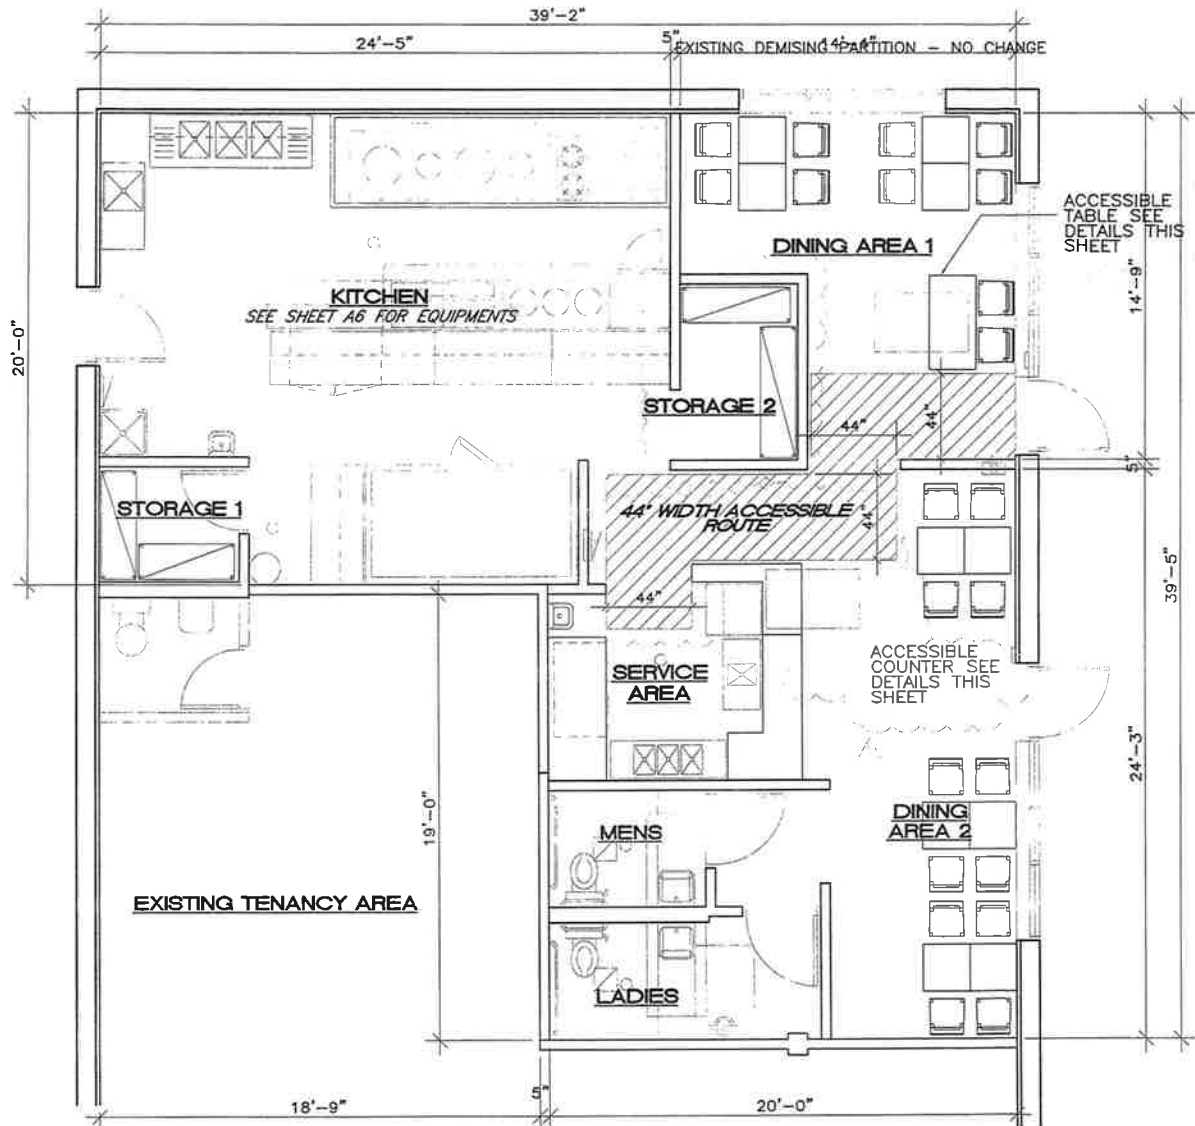 39'-2"
24'-5"
5"
14'-4"
EXISTING DEMISING PARTITION - NO CHANGE
ACCESSIBLE
TABLE SEE
DETAILS THIS
SHEET
DINING AREA 1
KITCHEN
SEE SHEET A6 FOR EQUIPMENTS
20'-0"
14'-9"
STORAGE 2
44"
44"
5"
STORAGE 1
44" WIDTH ACCESSIBLE
ROUTE
44"
39'-5"
44"
SERVICE
AREA
ACCESSIBLE
COUNTER SEE
DETAILS THIS
SHEET
24'-3"
19'-0"
DINING
AREA 2
MENS
EXISTING TENANCY AREA
LADIES
18'-9"
5"
20'-0"